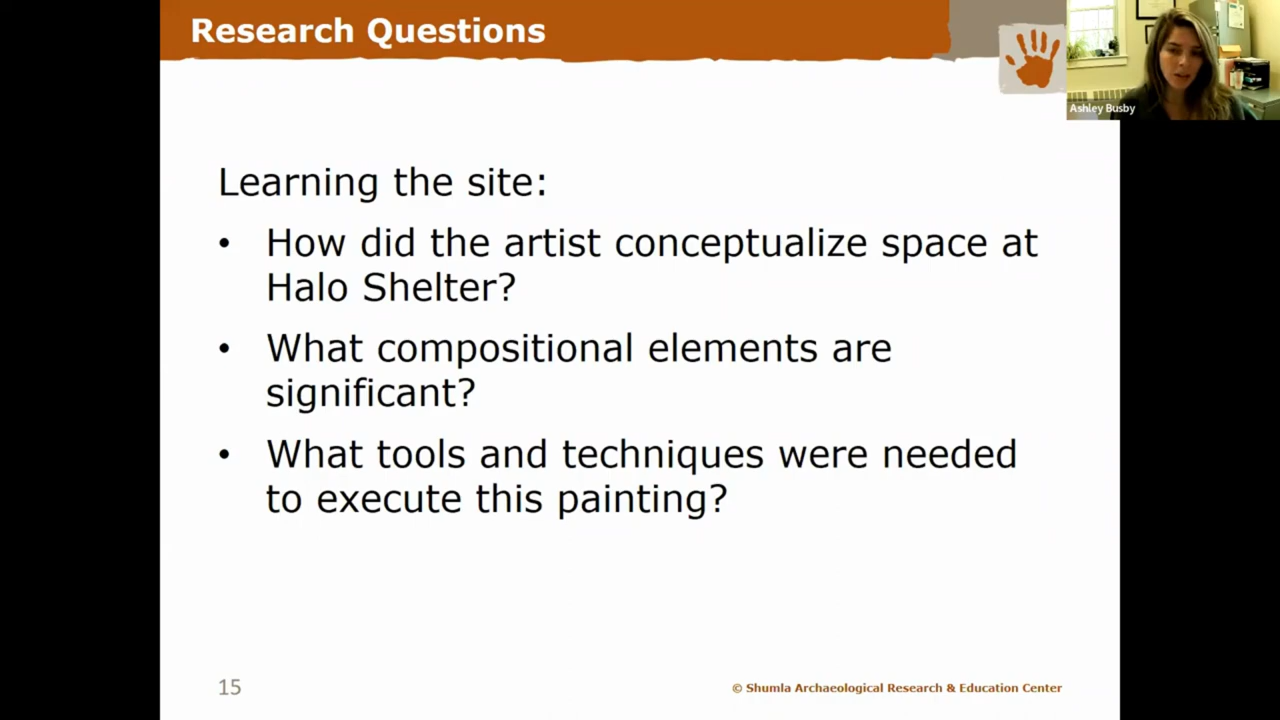 Research Questions
Ashley Busby
Learning the site:
• How did the artist conceptualize space at
Halo Shelter?
• What compositional elements are
significant?
• What tools and techniques were needed
to execute this painting?
15
© Shumla Archaeological Research & Education Center